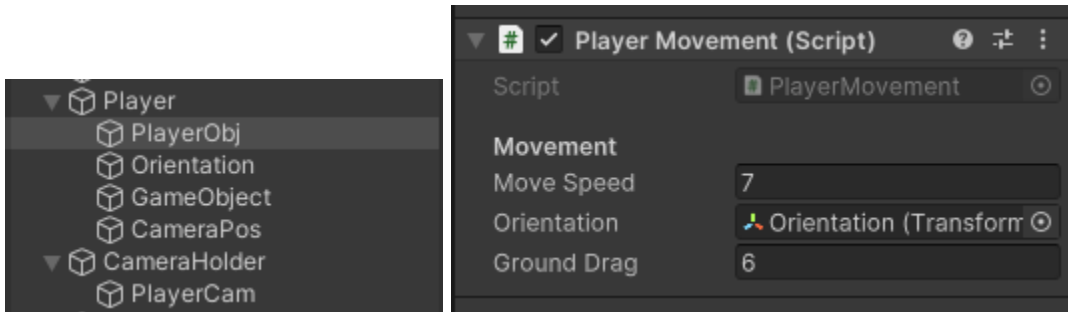 Player
PlayerObj
Orientation
GameObject
CameraPos
CameraHolder
PlayerCam
# Player Movement (Script)
Script # PlayerMovement
Movement
Move Speed 7
Orientation Orientation (Transform
Ground Drag 6